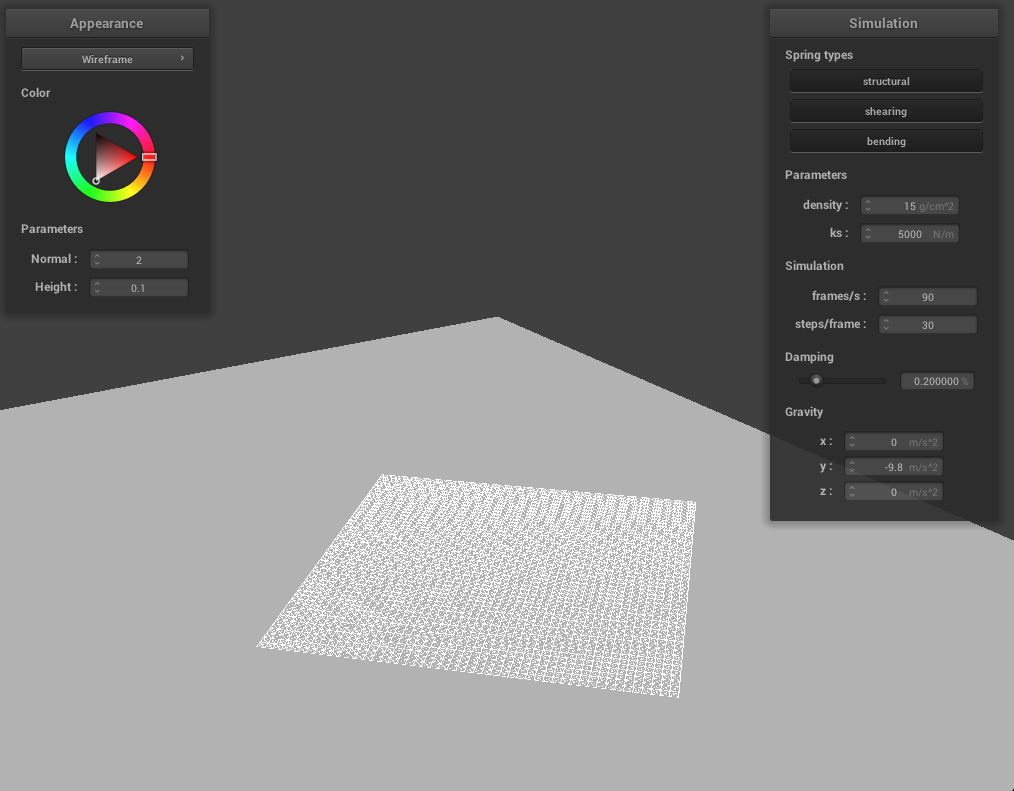 Appearance
Wireframe
Color
Parameters
Normal : 2
Height : 0.1
Simulation
Spring types
structural
shearing
bending
Parameters
density : 15 g/cm^2
ks : 5000 N/m
Simulation
frames/s : 90
steps/frame : 30
Damping
0.200000 %
Gravity
x : 0 m/s^2
y : -9.8 m/s^2
z : 0 m/s^2